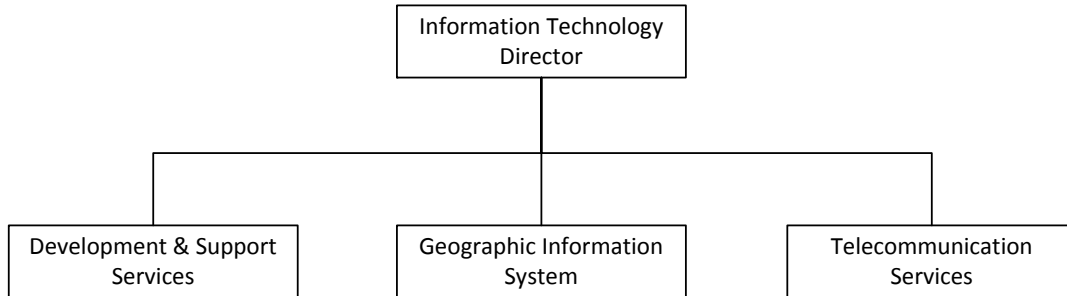 Information Technology
Director
Development & Support
Services
Geographic Information
System
Telecommunication
Services